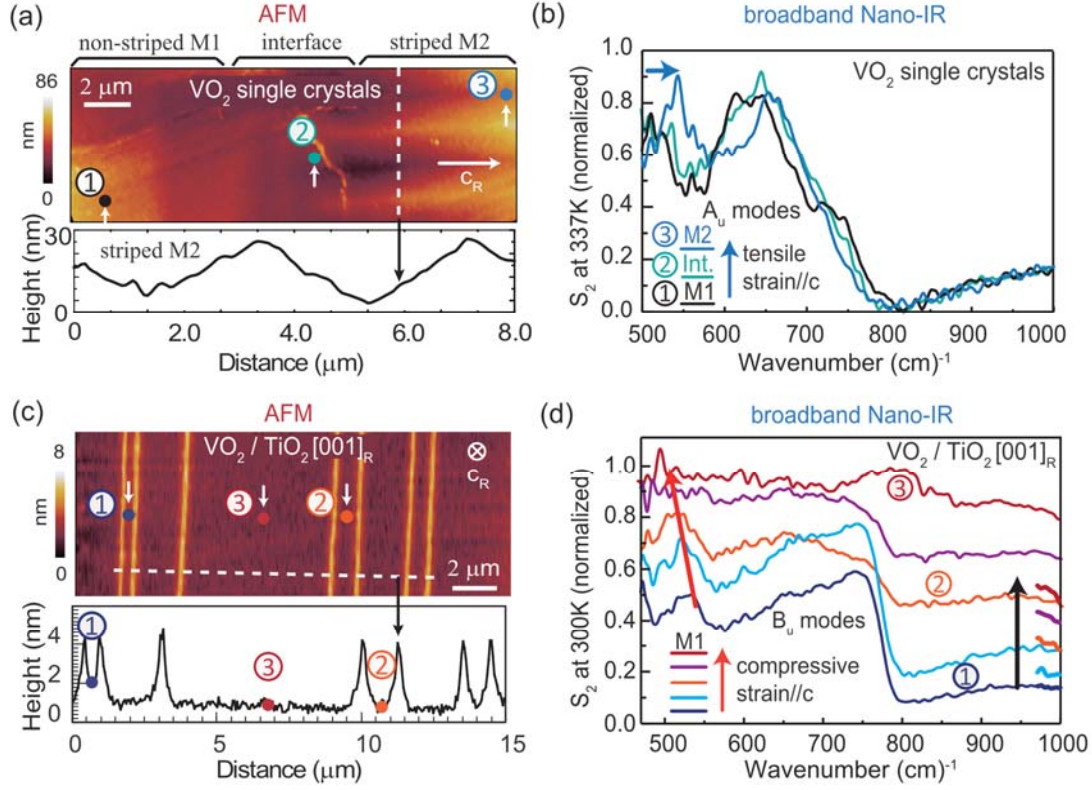 (a)
AFM
non-striped M1
interface
striped M2
86
nm
0
2 μm
VO2 single crystals
1
2
3
cR
30
0
Height (nm)
striped M2
0
2.0
4.0
6.0
8.0
Distance (μm)
(b)
broadband Nano-IR
VO2 single crystals
S2 at 337K (normalized)
1.0
0.8
0.6
0.4
0.2
0.0
Au modes
3 M2
2 Int.
1 M1
tensile
strain//c
500
600
700
800
900
1000
Wavenumber (cm)-1
(c)
AFM
VO2 / TiO2 [001]R
8
nm
0
1
3
2
⊗
cR
2 μm
Height (nm)
4
2
0
1
3
2
0
5
10
15
Distance (μm)
(d)
broadband Nano-IR
VO2 / TiO2 [001]R
S2 at 300K (normalized)
1.0
0.8
0.6
0.4
0.2
0.0
3
2
1
Bu modes
M1
compressive
strain//c
500
600
700
800
900
1000
Wavenumber (cm)-1